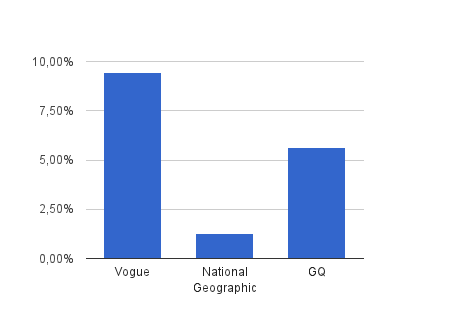 10,00%
7,50%
5,00%
2,50%
0,00%
Vogue
National
Geographic
GQ